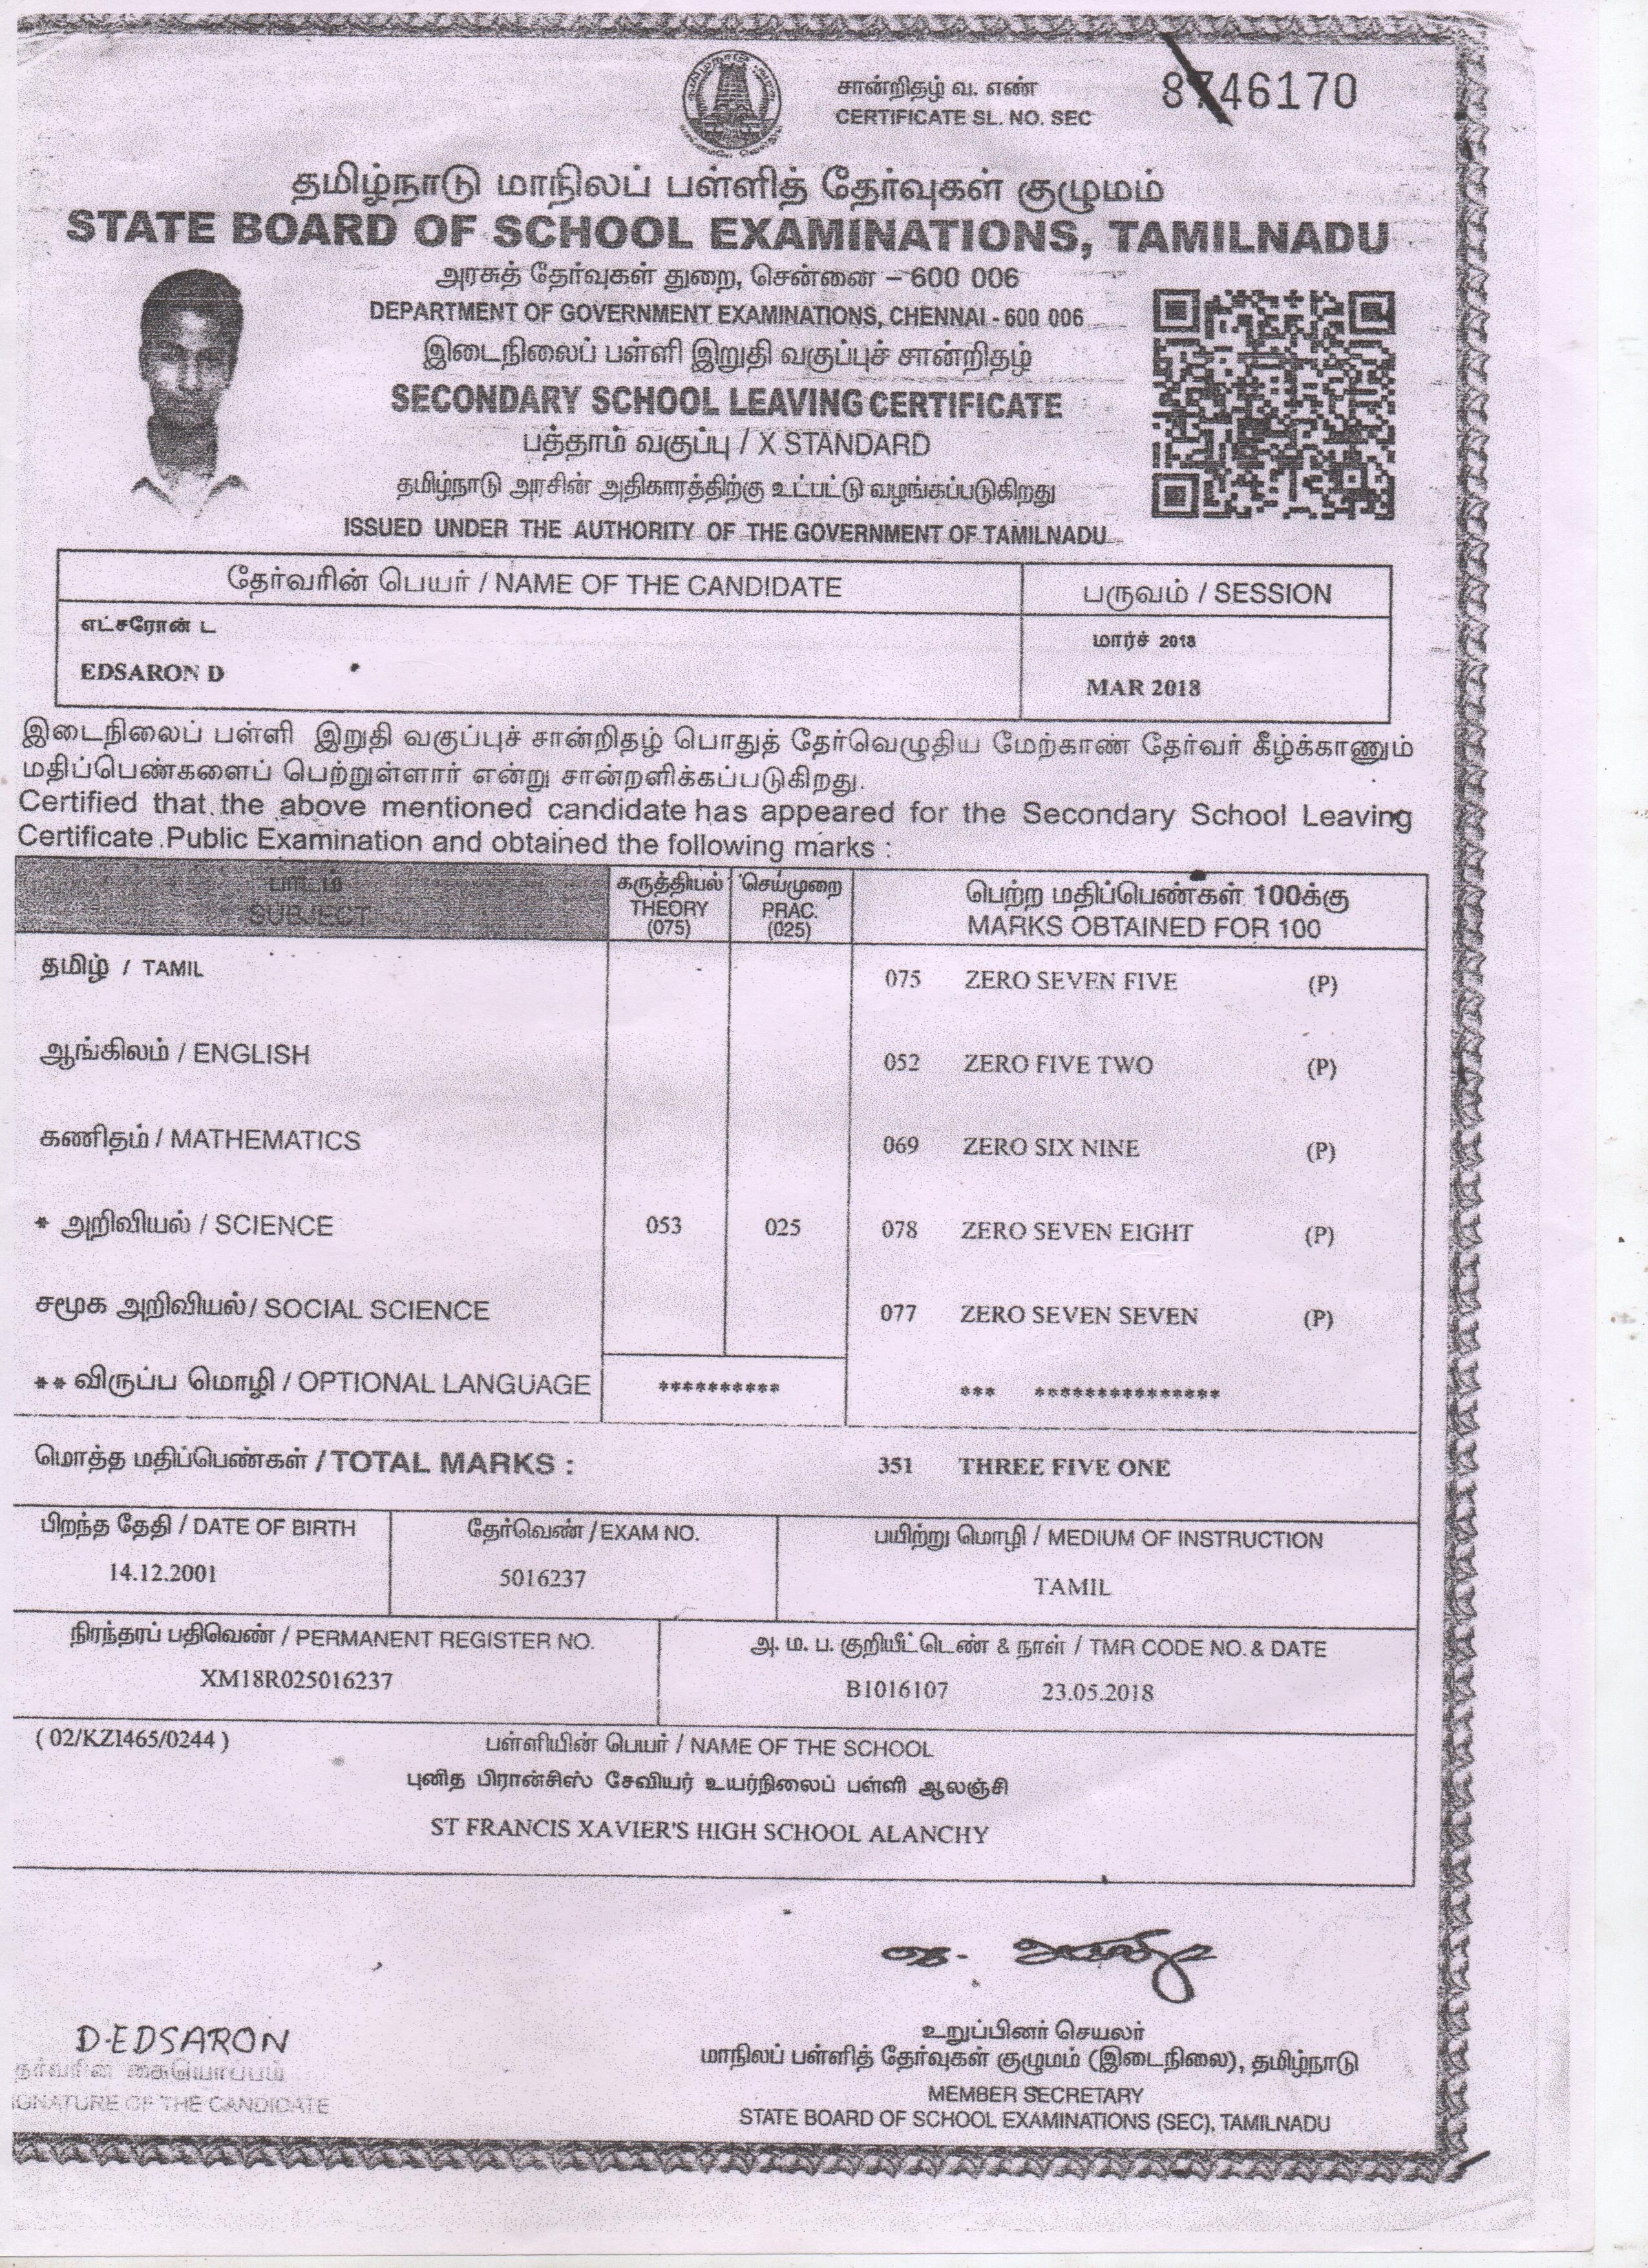 சான்றிதழ் வ. எண்
CERTIFICATE SL. NO. SEC
8746170
தமிழ்நாடு மாநிலப் பள்ளித் தேர்வுகள் குழுமம்
STATE BOARD OF SCHOOL EXAMINATIONS, TAMILNADU
அரசுத் தேர்வுகள் துறை, சென்னை – 600 006
DEPARTMENT OF GOVERNMENT EXAMINATIONS, CHENNAI - 600 006
இடைநிலைப் பள்ளி இறுதி வகுப்புச் சான்றிதழ்
SECONDARY SCHOOL LEAVING CERTIFICATE
பத்தாம் வகுப்பு / X STANDARD
தமிழ்நாடு அரசின் அதிகாரத்திற்கு உட்பட்டு வழங்கப்படுகிறது
ISSUED UNDER THE AUTHORITY OF THE GOVERNMENT OF TAMILNADU
தேர்வரின் பெயர் / NAME OF THE CANDIDATE
பருவம் / SESSION
எட்சரோன் ட
மார்ச் 2018
EDSARON D
MAR 2018
இடைநிலைப் பள்ளி இறுதி வகுப்புச் சான்றிதழ் பொதுத் தேர்வெழுதிய மேற்காண் தேர்வர் கீழ்க்காணும்
மதிப்பெண்களைப் பெற்றுள்ளார் என்று சான்றளிக்கப்படுகிறது.
Certified that the above mentioned candidate has appeared for the Secondary School Leaving
Certificate Public Examination and obtained the following marks :
பாடம்
SUBJECT
கருத்தியல்
THEORY
(075)
செய்முறை
PRAC.
(025)
பெற்ற மதிப்பெண்கள் 100க்கு
MARKS OBTAINED FOR 100
தமிழ் / TAMIL 075 ZERO SEVEN FIVE (P)
ஆங்கிலம் / ENGLISH 052 ZERO FIVE TWO (P)
கணிதம் / MATHEMATICS 069 ZERO SIX NINE (P)
* அறிவியல் / SCIENCE 053 025 078 ZERO SEVEN EIGHT (P)
சமூக அறிவியல் / SOCIAL SCIENCE 077 ZERO SEVEN SEVEN (P)
** விருப்ப மொழி / OPTIONAL LANGUAGE ********** *** ***************
மொத்த மதிப்பெண்கள் / TOTAL MARKS : 351 THREE FIVE ONE
பிறந்த தேதி / DATE OF BIRTH
தேர்வெண் / EXAM NO.
பயிற்று மொழி / MEDIUM OF INSTRUCTION
14.12.2001
5016237
TAMIL
நிரந்தரப் பதிவெண் / PERMANENT REGISTER NO.
அ. ம. ப. குறியீட்டெண் & நாள் / TMR CODE NO. & DATE
XM18R025016237
B1016107 23.05.2018
( 02/KZ1465/0244 )
பள்ளியின் பெயர் / NAME OF THE SCHOOL
புனித பிரான்சிஸ் சேவியர் உயர்நிலைப் பள்ளி ஆலஞ்சி
ST FRANCIS XAVIER'S HIGH SCHOOL ALANCHY
D-EDSARON
தேர்வரின் கையொப்பம்
SIGNATURE OF THE CANDIDATE
உறுப்பினர் செயலர்
மாநிலப் பள்ளித் தேர்வுகள் குழுமம் (இடைநிலை), தமிழ்நாடு
MEMBER SECRETARY
STATE BOARD OF SCHOOL EXAMINATIONS (SEC), TAMILNADU